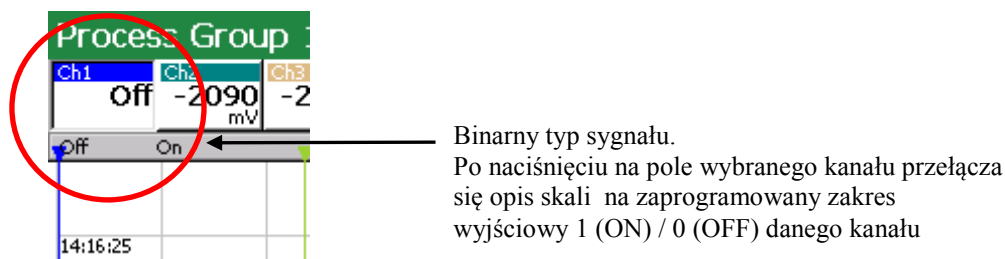 Process Group
Ch1 Ch2 Ch3
Off -2090 -2
mV
Off On
14:16:25
Binarny typ sygnału.
Po naciśnięciu na pole wybranego kanału przełącza
się opis skali na zaprogramowany zakres
wyjściowy 1 (ON) / 0 (OFF) danego kanału